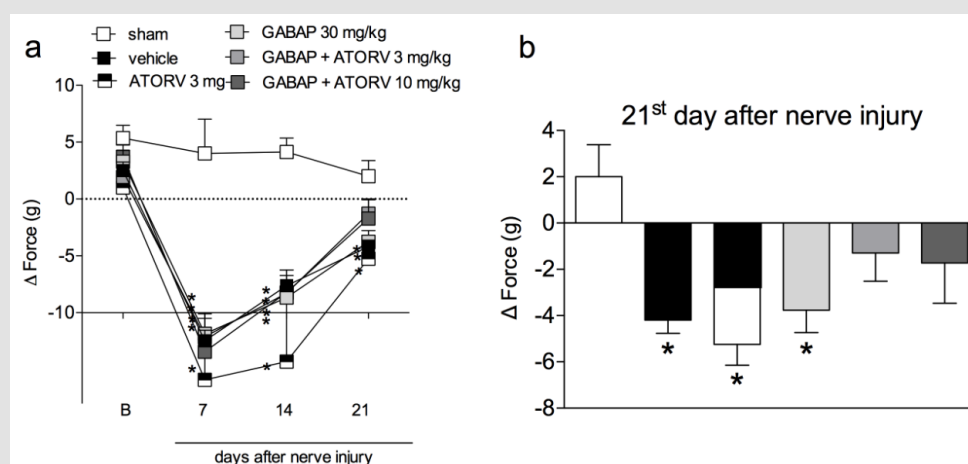 a
sham
vehicle
ATORV 3 mg
GABAP 30 mg/kg
GABAP + ATORV 3 mg/kg
GABAP + ATORV 10 mg/kg
10
5
0
-5
-10
Δ Force (g)
*
*
*
*
*
*
*
*
*
*
*
*
*
B 7 14 21
days after nerve injury
b
21st day after nerve injury
4
2
0
-2
-4
-6
-8
Δ Force (g)
* * *